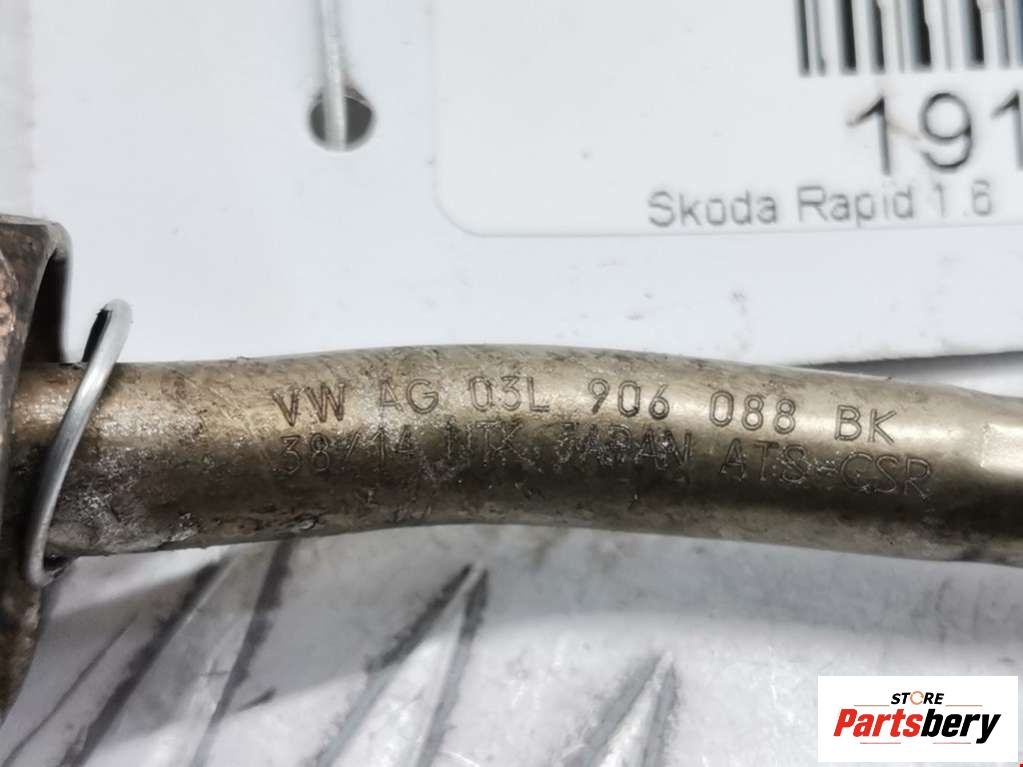 191
Skoda Rapid 1.6
VW AG 03L 906 088 BK
38/14 NTK JAPAN ATS-CSR
STORE
Partsbery